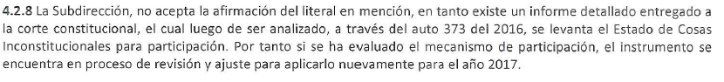 4.2.8 La Subdirección, no acepta la afirmación del literal en mención, en tanto existe un informe detallado entregado a
la corte constitucional, el cual luego de ser analizado, a través del auto 373 del 2016, se levanta el Estado de Cosas
Inconstitucionales para participación. Por tanto si se ha evaluado el mecanismo de participación, el instrumento se
encuentra en proceso de revisión y ajuste para aplicarlo nuevamente para el año 2017.